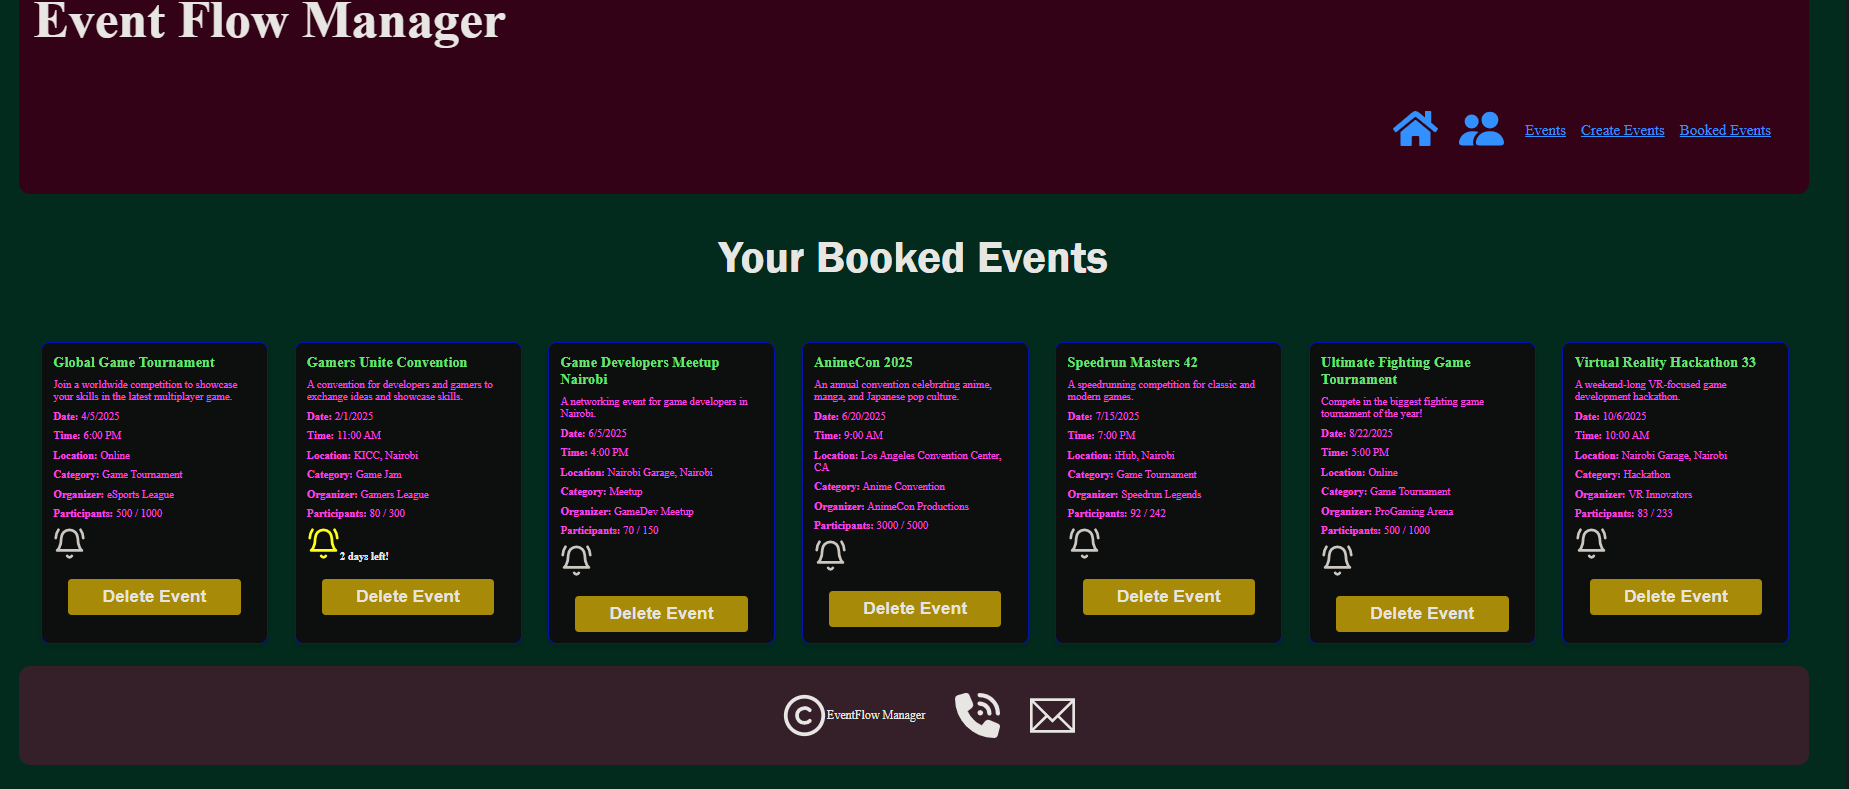 Event Flow Manager
Events Create Events Booked Events
Your Booked Events
Global Game Tournament
Join a worldwide competition to showcase
your skills in the latest multiplayer game.
Date: 4/5/2025
Time: 6:00 PM
Location: Online
Category: Game Tournament
Organizer: eSports League
Participants: 500 / 1000
Delete Event
Gamers Unite Convention
A convention for developers and gamers to
exchange ideas and showcase skills.
Date: 2/1/2025
Time: 11:00 AM
Location: KICC, Nairobi
Category: Game Jam
Organizer: Gamers League
Participants: 80 / 300
2 days left!
Delete Event
Game Developers Meetup
Nairobi
A networking event for game developers in
Nairobi.
Date: 6/5/2025
Time: 4:00 PM
Location: Nairobi Garage, Nairobi
Category: Meetup
Organizer: GameDev Meetup
Participants: 70 / 150
Delete Event
AnimeCon 2025
An annual convention celebrating anime,
manga, and Japanese pop culture.
Date: 6/20/2025
Time: 9:00 AM
Location: Los Angeles Convention Center,
CA
Category: Anime Convention
Organizer: AnimeCon Productions
Participants: 3000 / 5000
Delete Event
Speedrun Masters 42
A speedrunning competition for classic and
modern games.
Date: 7/15/2025
Time: 7:00 PM
Location: iHub, Nairobi
Category: Game Tournament
Organizer: Speedrun Legends
Participants: 92 / 242
Delete Event
Ultimate Fighting Game
Tournament
Compete in the biggest fighting game
tournament of the year!
Date: 8/22/2025
Time: 5:00 PM
Location: Online
Category: Game Tournament
Organizer: ProGaming Arena
Participants: 500 / 1000
Delete Event
Virtual Reality Hackathon 33
A weekend-long VR-focused game
development hackathon.
Date: 10/6/2025
Time: 10:00 AM
Location: Nairobi Garage, Nairobi
Category: Hackathon
Organizer: VR Innovators
Participants: 83 / 233
Delete Event
© EventFlow Manager